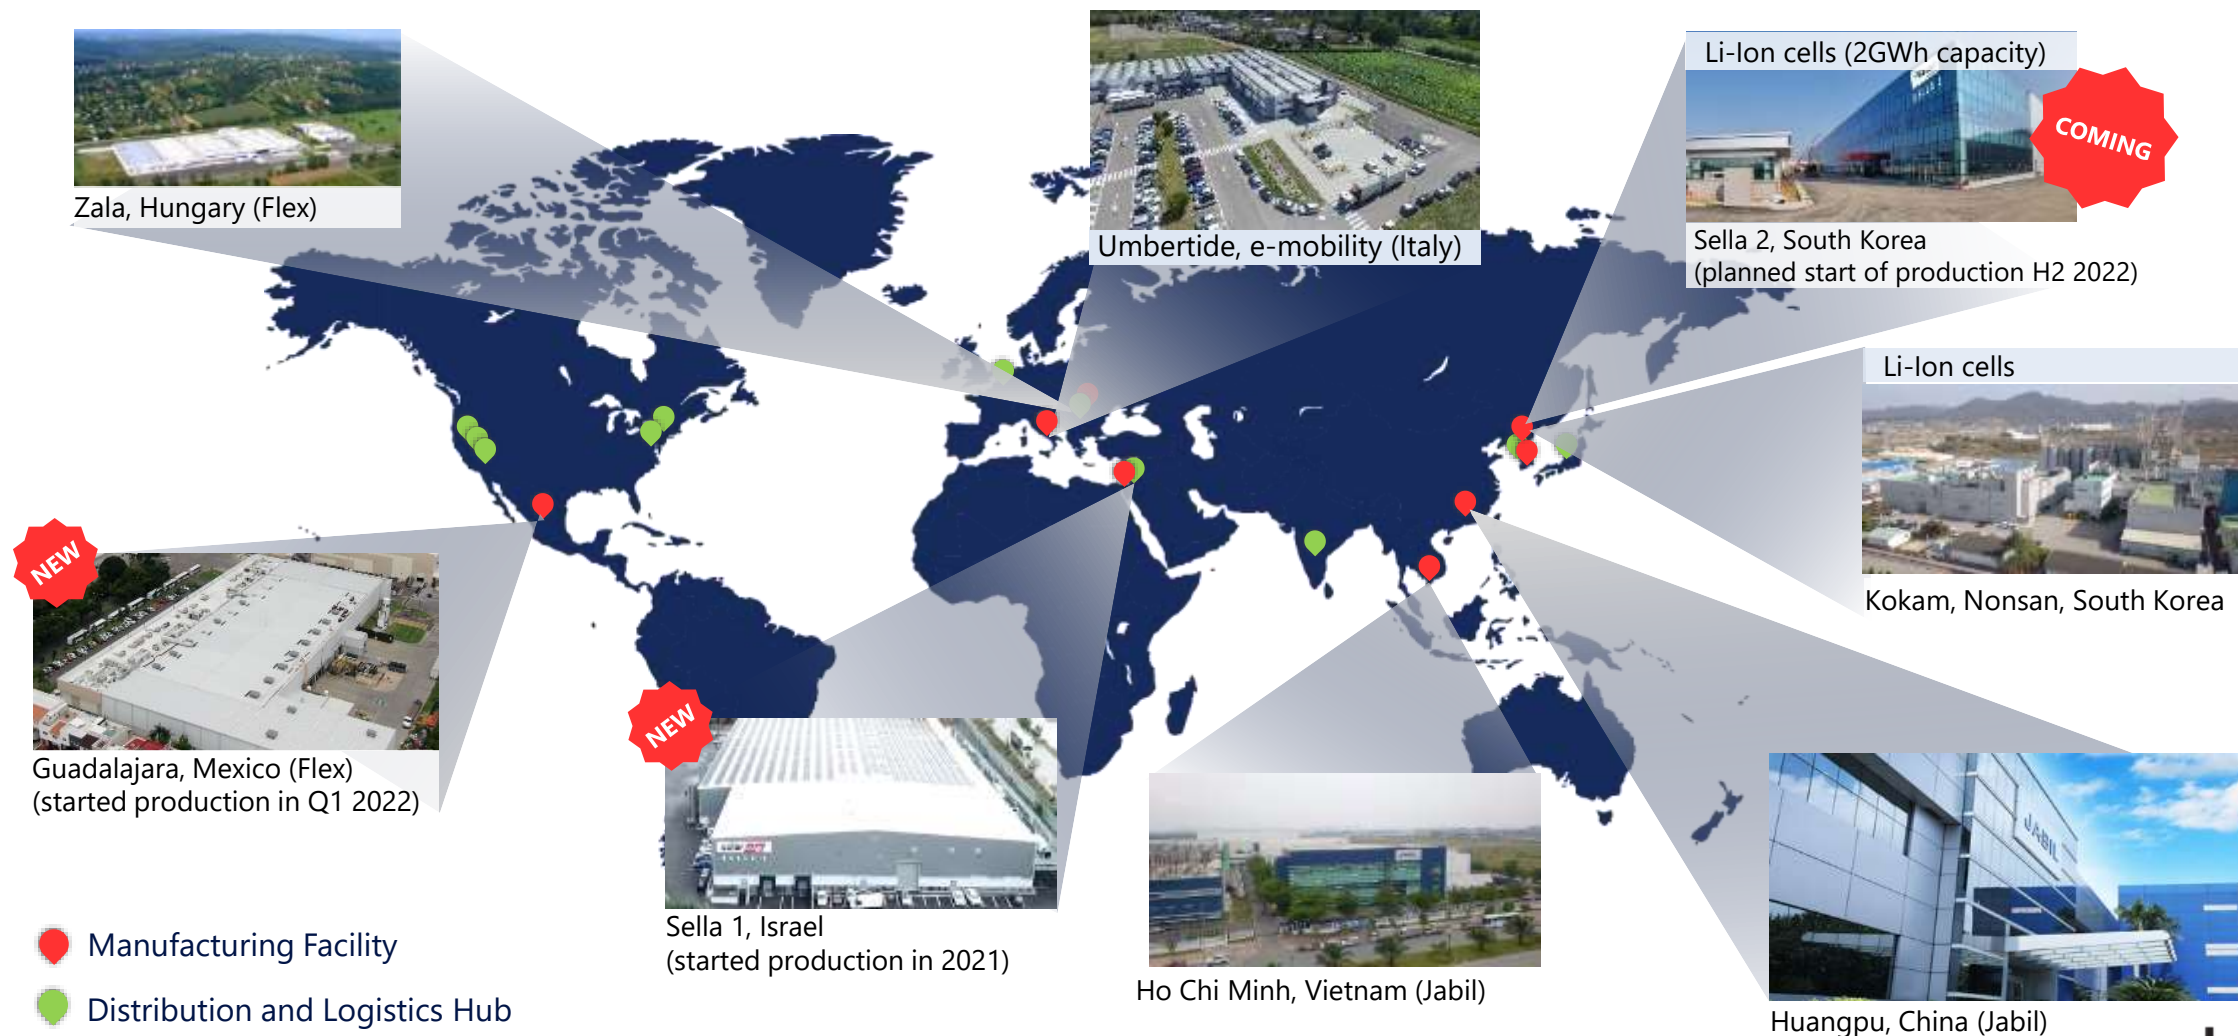 Zala, Hungary (Flex)
Umbertide, e-mobility (Italy)
Li-Ion cells (2GWh capacity)
COMING
Sella 2, South Korea
(planned start of production H2 2022)
Li-Ion cells
Kokam, Nonsan, South Korea
NEW
Guadalajara, Mexico (Flex)
(started production in Q1 2022)
NEW
Sella 1, Israel
(started production in 2021)
Ho Chi Minh, Vietnam (Jabil)
JABIL
Huangpu, China (Jabil)
Manufacturing Facility
Distribution and Logistics Hub